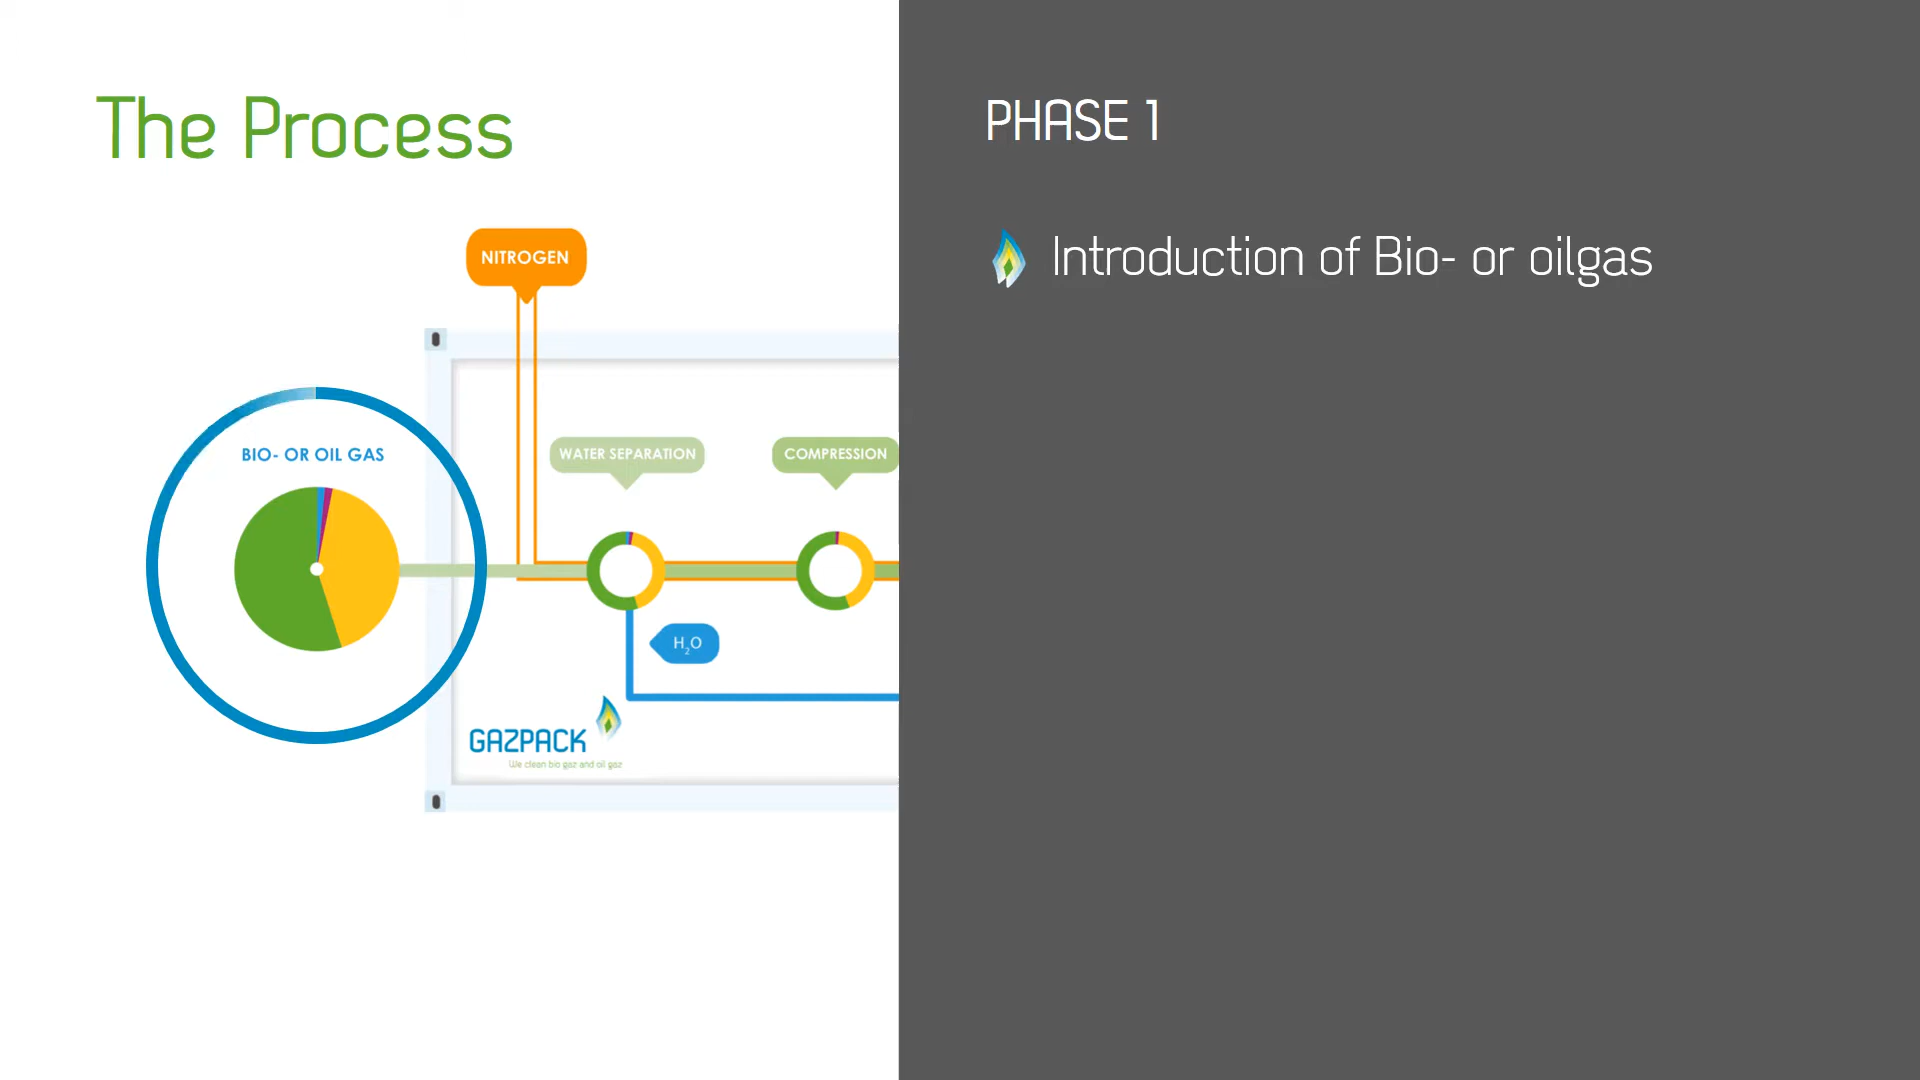 The Process
PHASE 1
Introduction of Bio- or oilgas
NITROGEN
BIO- OR OIL GAS
WATER SEPARATION
COMPRESSION
H₂O
GAZPACK
We clean bio gaz and oil gaz